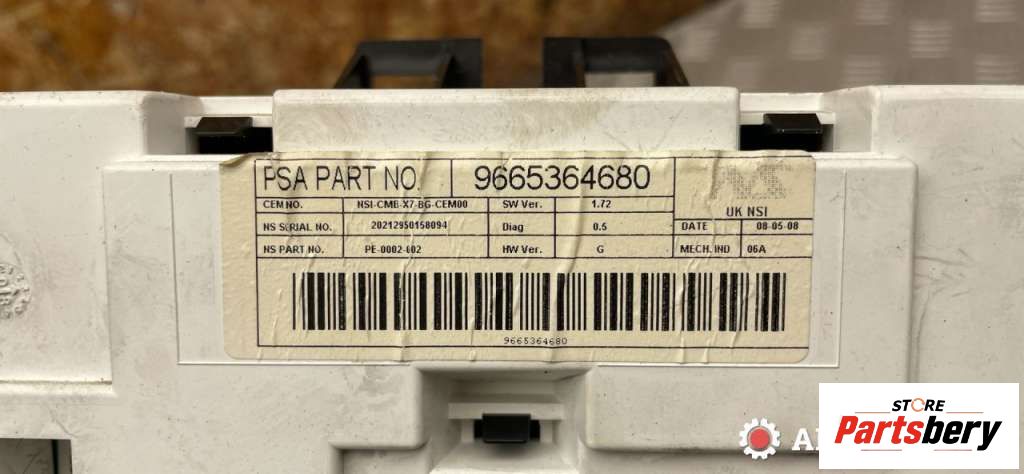 PSA PART NO. 9665364680
CEM NO. NSI-CMB-X7-BG-CEM00 SW Ver. 1.72
UK NSI
NS SERIAL NO. 20212950158094 Diag 0.5 DATE 08-05-08
NS PART NO. PE-0002-602 HW Ver. G MECH. IND 06A
9665364680
STORE
Partsbery